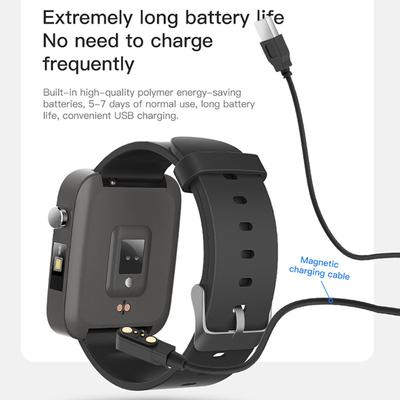 Extremely long battery life
No need to charge
frequently
Built-in high-quality polymer energy-saving
batteries, 5-7 days of normal use, long battery
life, convenient USB charging.
Magnetic
charging cable